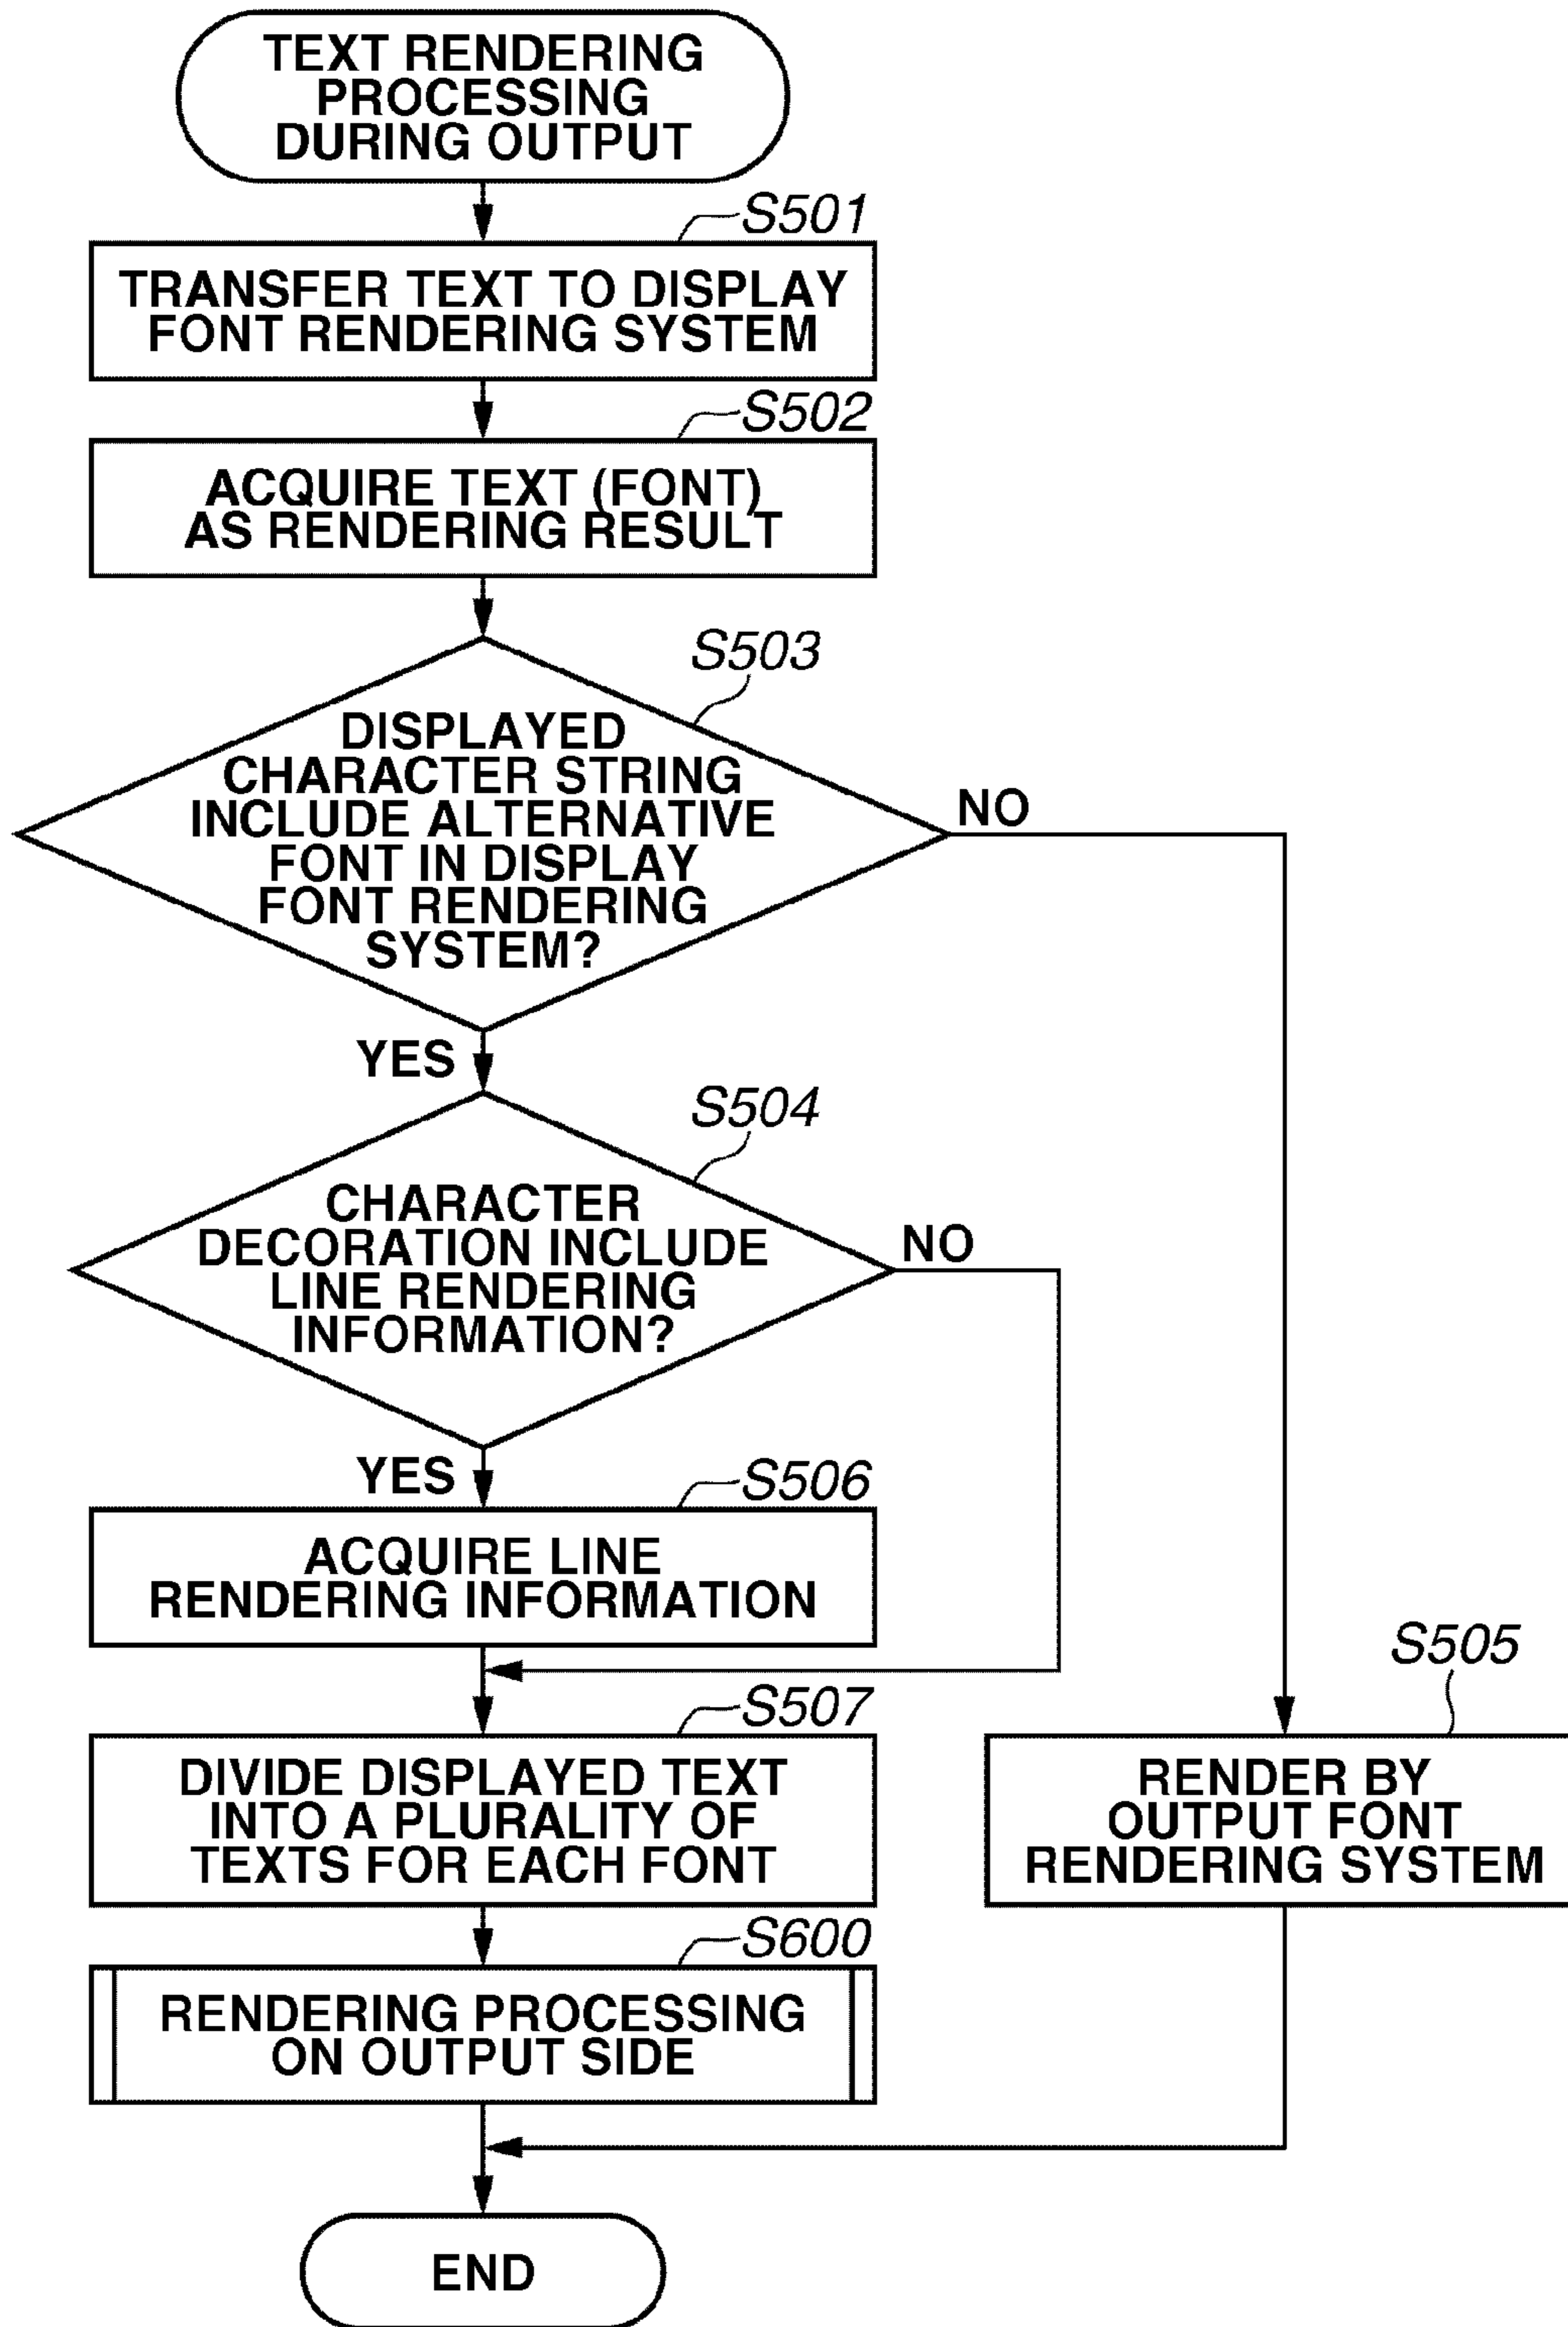 TEXT RENDERING
PROCESSING
DURING OUTPUT
S501
TRANSFER TEXT TO DISPLAY
FONT RENDERING SYSTEM
S502
ACQUIRE TEXT (FONT)
AS RENDERING RESULT
S503
DISPLAYED
CHARACTER STRING
INCLUDE ALTERNATIVE
FONT IN DISPLAY
FONT RENDERING
SYSTEM?
NO
YES
S504
CHARACTER
DECORATION INCLUDE
LINE RENDERING
INFORMATION?
NO
YES
S506
ACQUIRE LINE
RENDERING INFORMATION
S505
RENDER BY
OUTPUT FONT
RENDERING SYSTEM
S507
DIVIDE DISPLAYED TEXT
INTO A PLURALITY OF
TEXTS FOR EACH FONT
S600
RENDERING PROCESSING
ON OUTPUT SIDE
END